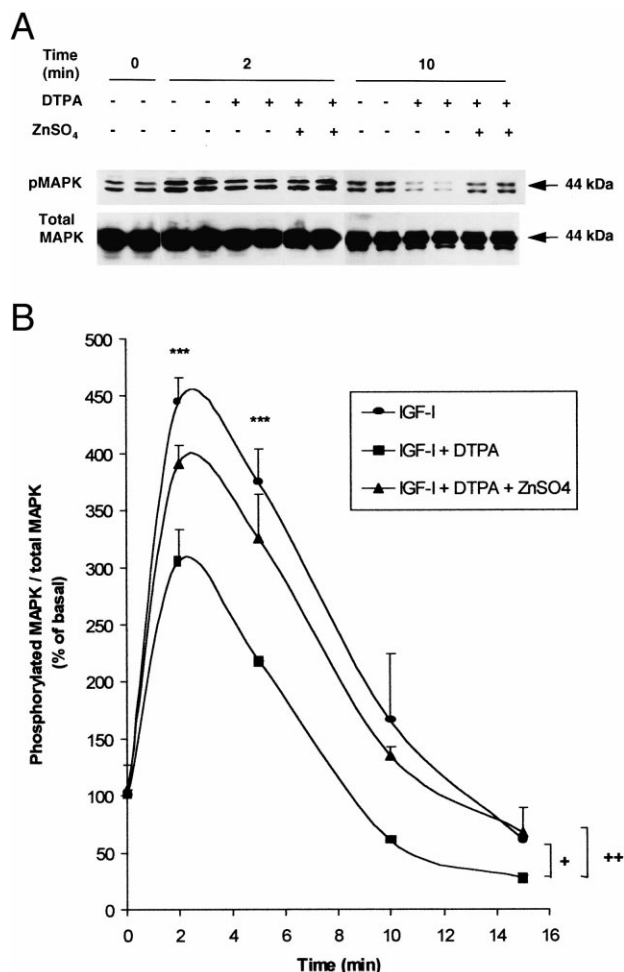 A
Time (min) 0 2 10
DTPA - - - - + + + + - - + + + +
ZnSO4 - - - - - - + + - - - - + +
pMAPK 44 kDa
Total MAPK 44 kDa
B
Phosphorylated MAPK / total MAPK
(% of basal)
500
450
400
350
300
250
200
150
100
50
0
*** ***
IGF-I
IGF-I + DTPA
IGF-I + DTPA + ZnSO4
+ ++
0 2 4 6 8 10 12 14 16
Time (min)